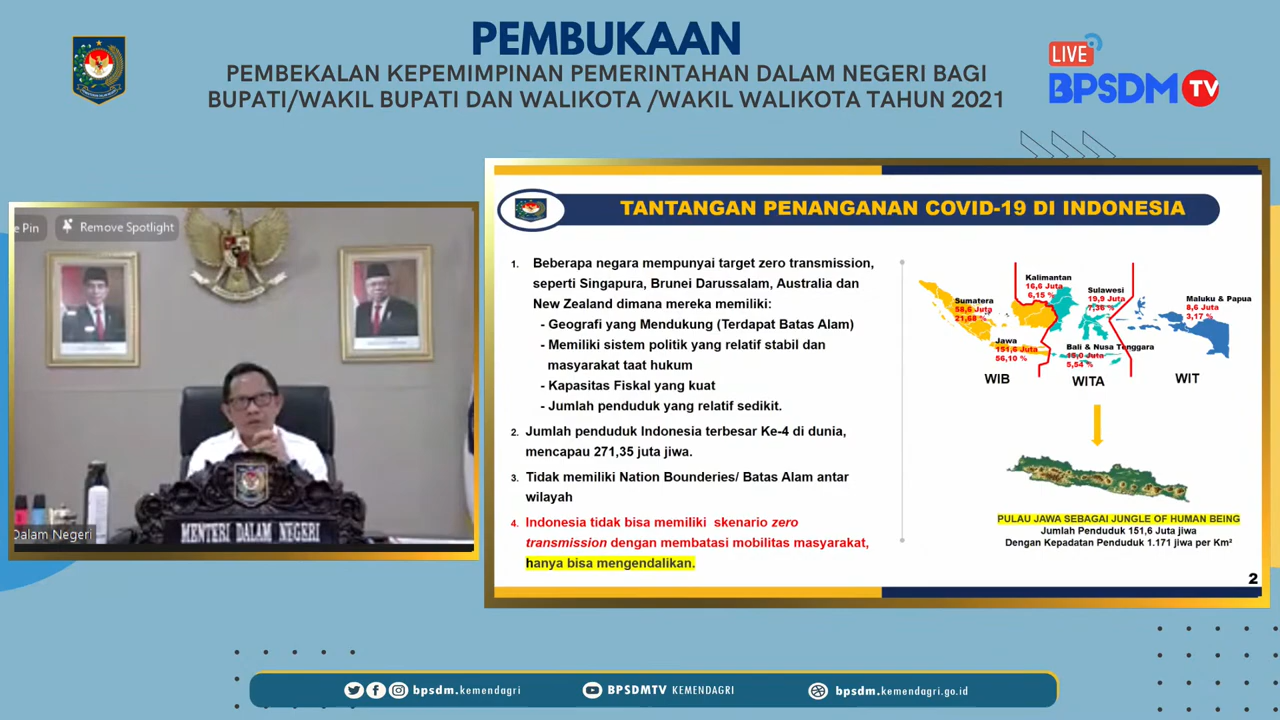 PEMBUKAAN
PEMBEKALAN KEPEMIMPINAN PEMERINTAHAN DALAM NEGERI BAGI
BUPATI/WAKIL BUPATI DAN WALIKOTA /WAKIL WALIKOTA TAHUN 2021
LIVE
BPSDM TV
e Pin
Remove Spotlight
MENTERI DALAM NEGERI
Dalam Negeri
TANTANGAN PENANGANAN COVID-19 DI INDONESIA
1. Beberapa negara mempunyai target zero transmission,
seperti Singapura, Brunei Darussalam, Australia dan
New Zealand dimana mereka memiliki:
- Geografi yang Mendukung (Terdapat Batas Alam)
- Memiliki sistem politik yang relatif stabil dan
masyarakat taat hukum
- Kapasitas Fiskal yang kuat
- Jumlah penduduk yang relatif sedikit.
2. Jumlah penduduk Indonesia terbesar Ke-4 di dunia,
mencapau 271,35 juta jiwa.
3. Tidak memiliki Nation Bounderies/ Batas Alam antar
wilayah
4. Indonesia tidak bisa memiliki skenario zero
transmission dengan membatasi mobilitas masyarakat,
hanya bisa mengendalikan.
Sumatera
58,6 Juta
21,68 %
Kalimantan
16,6 Juta
6,15 %
Sulawesi
19,9 Juta
7,36 %
Maluku & Papua
8,6 Juta
3,17 %
Jawa
151,6 Juta
56,10 %
Bali & Nusa Tenggara
15,0 Juta
5,54 %
WIB
WITA
WIT
PULAU JAWA SEBAGAI JUNGLE OF HUMAN BEING
Jumlah Penduduk 151,6 Juta jiwa
Dengan Kepadatan Penduduk 1.171 jiwa per Km²
2
bpsdm.kemendagri
BPSDMTV KEMENDAGRI
bpsdm.kemendagri.go.id